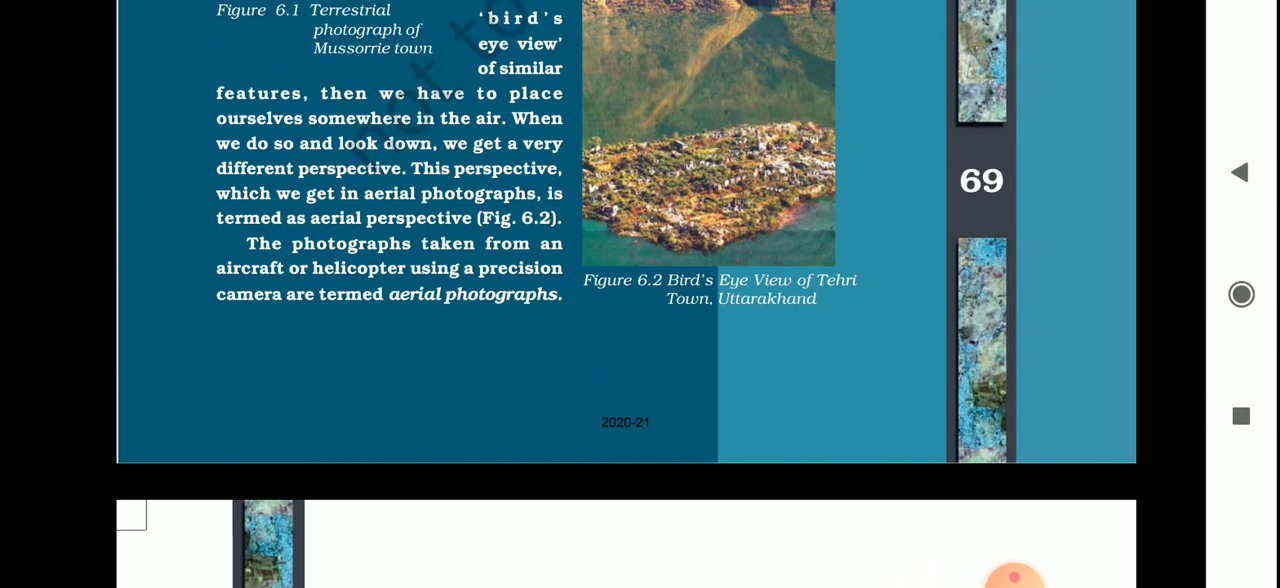 Figure 6.1 Terrestrial
photograph of
Mussorrie town
‘bird’s
eye view’
of similar
features, then we have to place
ourselves somewhere in the air. When
we do so and look down, we get a very
different perspective. This perspective,
which we get in aerial photographs, is
termed as aerial perspective (Fig. 6.2).
The photographs taken from an
aircraft or helicopter using a precision
camera are termed aerial photographs.
Figure 6.2 Bird’s Eye View of Tehri
Town, Uttarakhand
69
not to
2020-21